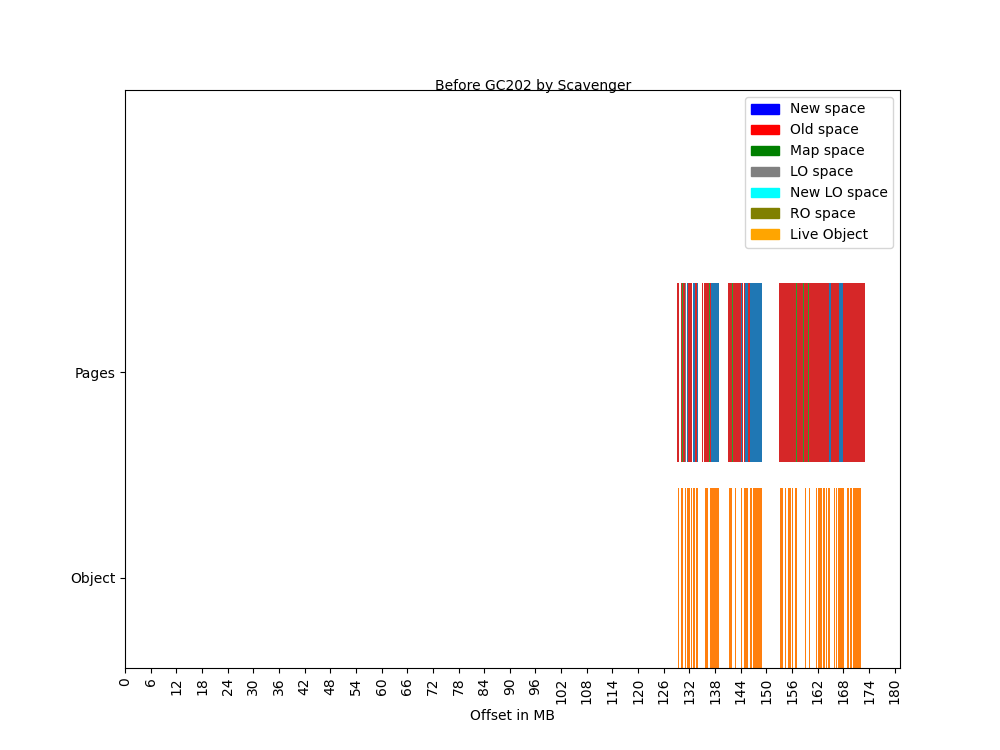 Before GC202 by Scavenger
New space
Old space
Map space
LO space
New LO space
RO space
Live Object
Pages
Object
0 6 12 18 24 30 36 42 48 54 60 66 72 78 84 90 96 102 108 114 120 126 132 138 144 150 156 162 168 174 180
Offset in MB